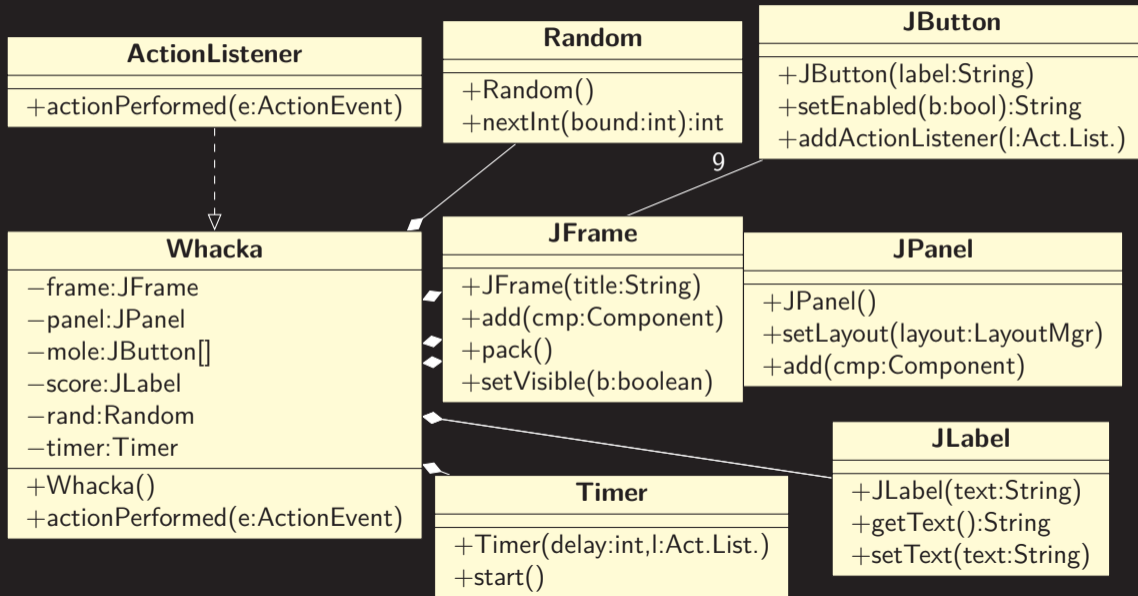 ActionListener
+actionPerformed(e:ActionEvent)
Random
+Random()
+nextInt(bound:int):int
JButton
+JButton(label:String)
+setEnabled(b:bool):String
+addActionListener(l:Act.List.)
9
Whacka
−frame:JFrame
−panel:JPanel
−mole:JButton[]
−score:JLabel
−rand:Random
−timer:Timer
+Whacka()
+actionPerformed(e:ActionEvent)
JFrame
+JFrame(title:String)
+add(cmp:Component)
+pack()
+setVisible(b:boolean)
JPanel
+JPanel()
+setLayout(layout:LayoutMgr)
+add(cmp:Component)
JLabel
+JLabel(text:String)
+getText():String
+setText(text:String)
Timer
+Timer(delay:int,l:Act.List.)
+start()